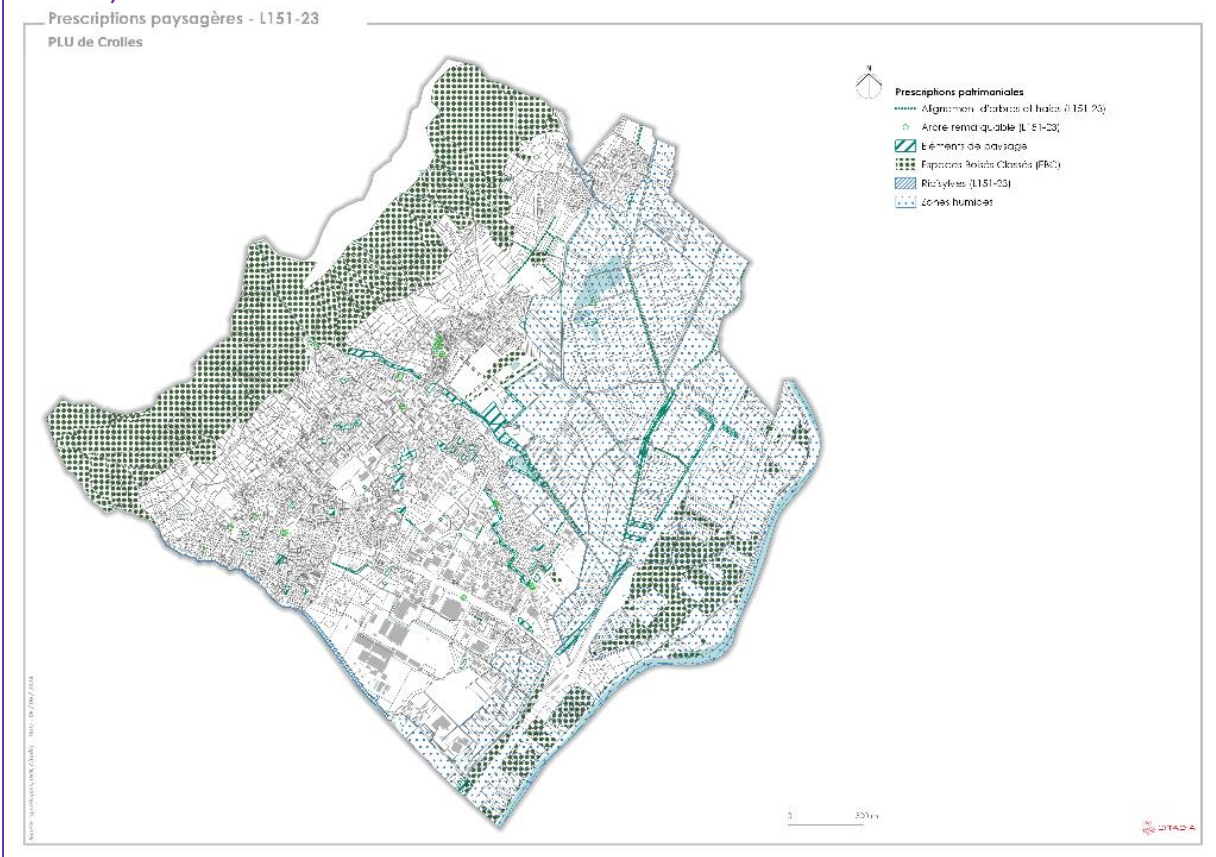 Prescriptions paysagères - L151-23
PLU de Crolles
N
Prescriptions patrimoniales
Alignement d'arbres et haies (L151-23)
Arbre remarquable (L151-23)
Eléments de paysage
Espaces Boisés Classés (EBC)
Ripisylves (L151-23)
Zones humides
0
CITADIA